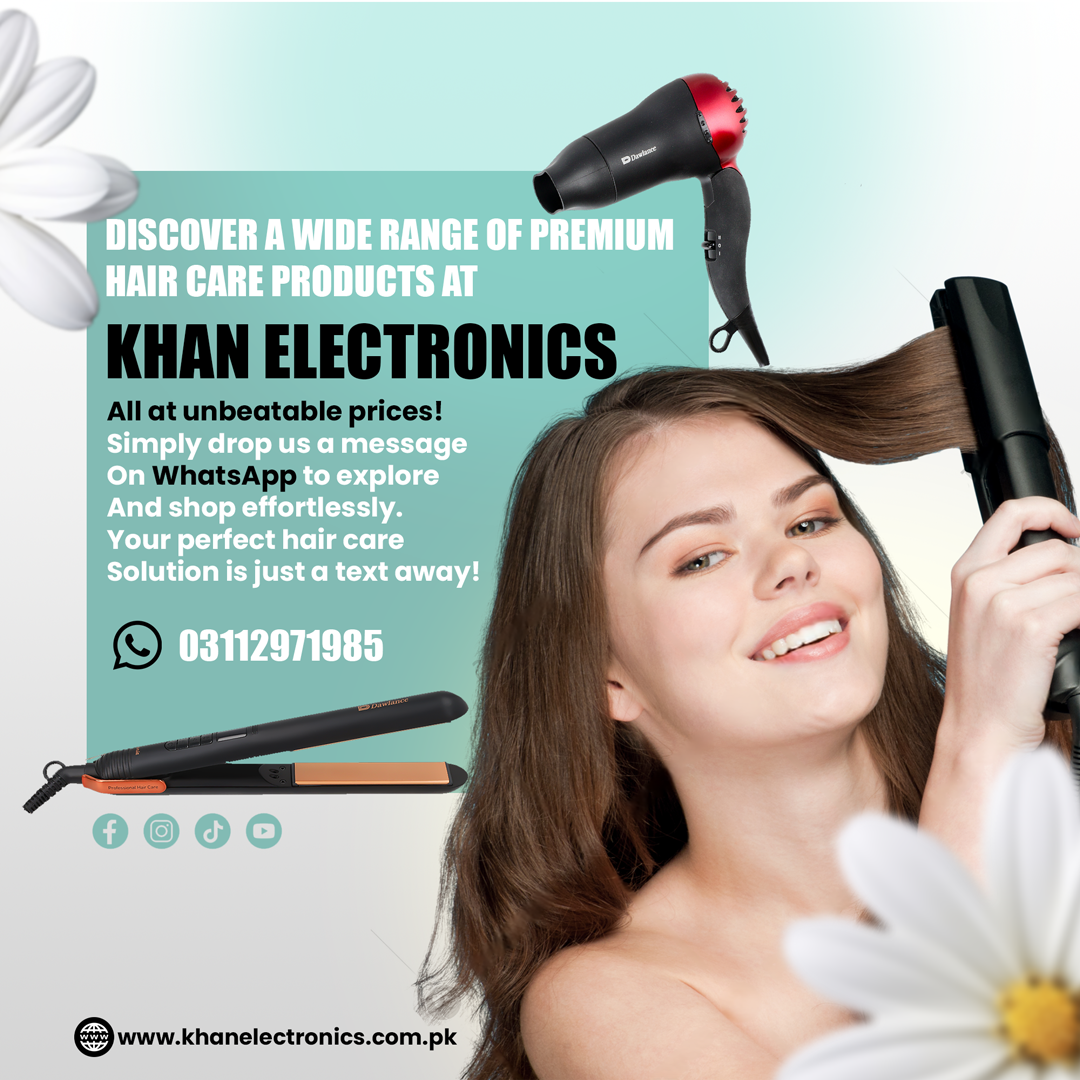 Dawlance
DISCOVER A WIDE RANGE OF PREMIUM
HAIR CARE PRODUCTS AT
KHAN ELECTRONICS
All at unbeatable prices!
Simply drop us a message
On WhatsApp to explore
And shop effortlessly.
Your perfect hair care
Solution is just a text away!
03112971985
Dawlance
Professional Hair Care
www.khanelectronics.com.pk